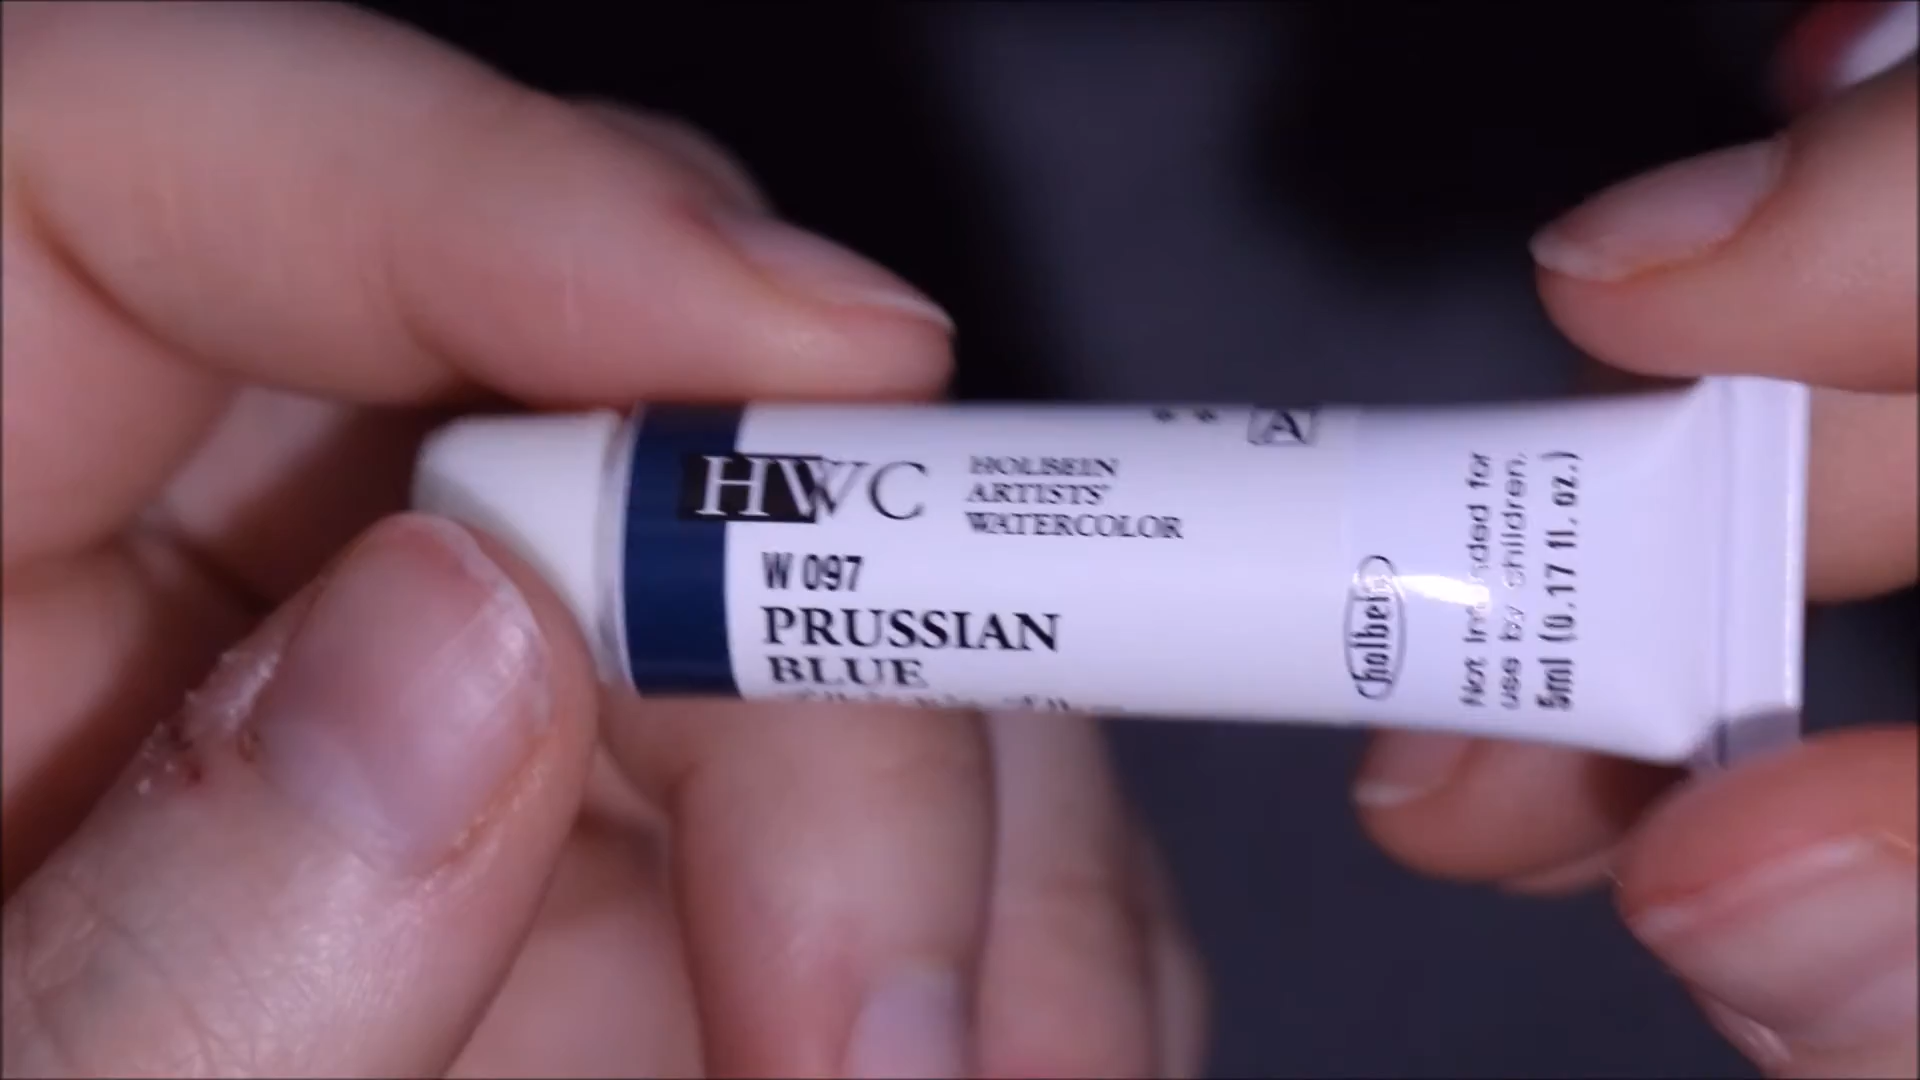 ** A
HWC
HOLBEIN
ARTISTS'
WATERCOLOR
W 097
PRUSSIAN
BLUE
holbein
Not intended for
use by children.
5ml (0.17 fl. oz.)